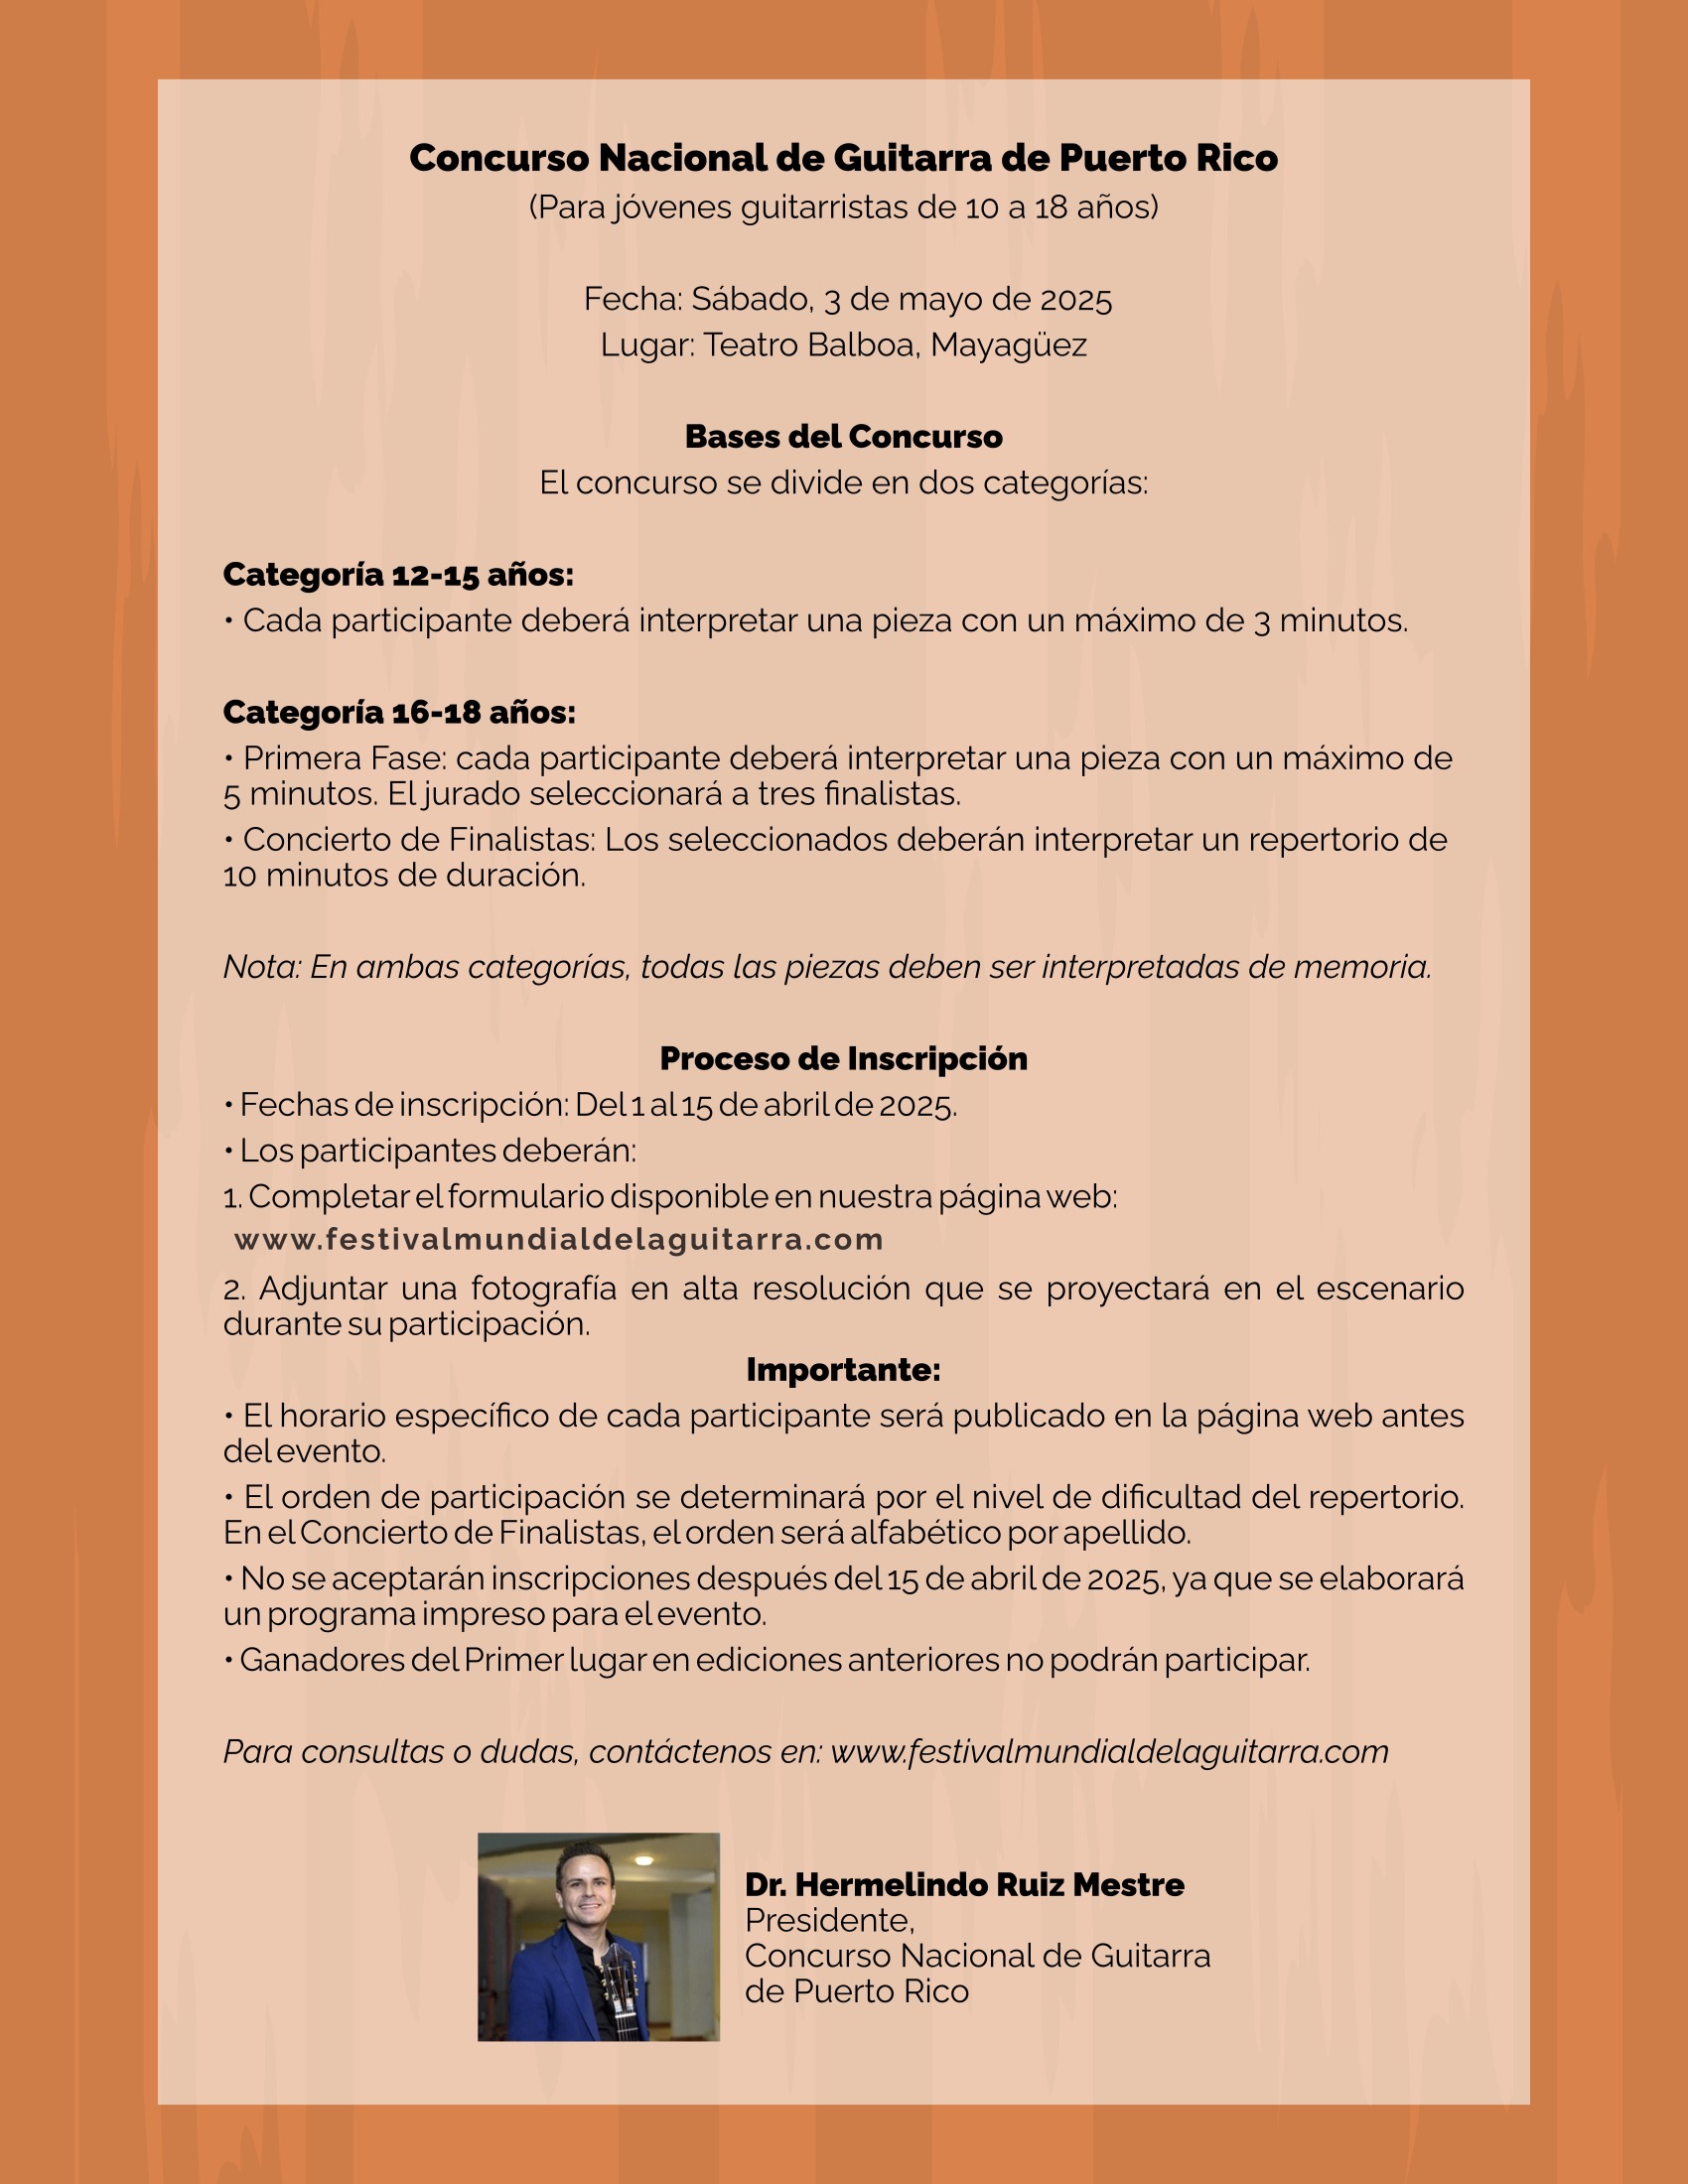 Concurso Nacional de Guitarra de Puerto Rico
(Para jóvenes guitarristas de 10 a 18 años)
Fecha: Sábado, 3 de mayo de 2025
Lugar: Teatro Balboa, Mayagüez
Bases del Concurso
El concurso se divide en dos categorías:
Categoría 12-15 años:
• Cada participante deberá interpretar una pieza con un máximo de 3 minutos.
Categoría 16-18 años:
• Primera Fase: cada participante deberá interpretar una pieza con un máximo de
5 minutos. El jurado seleccionará a tres finalistas.
• Concierto de Finalistas: Los seleccionados deberán interpretar un repertorio de
10 minutos de duración.
Nota: En ambas categorías, todas las piezas deben ser interpretadas de memoria.
Proceso de Inscripción
• Fechas de inscripción: Del 1 al 15 de abril de 2025.
• Los participantes deberán:
1. Completar el formulario disponible en nuestra página web:
www.festivalmundialdelaguitarra.com
2. Adjuntar una fotografía en alta resolución que se proyectará en el escenario
durante su participación.
Importante:
• El horario específico de cada participante será publicado en la página web antes
del evento.
• El orden de participación se determinará por el nivel de dificultad del repertorio.
En el Concierto de Finalistas, el orden será alfabético por apellido.
• No se aceptarán inscripciones después del 15 de abril de 2025, ya que se elaborará
un programa impreso para el evento.
• Ganadores del Primer lugar en ediciones anteriores no podrán participar.
Para consultas o dudas, contáctenos en: www.festivalmundialdelaguitarra.com
Dr. Hermelindo Ruiz Mestre
Presidente,
Concurso Nacional de Guitarra
de Puerto Rico